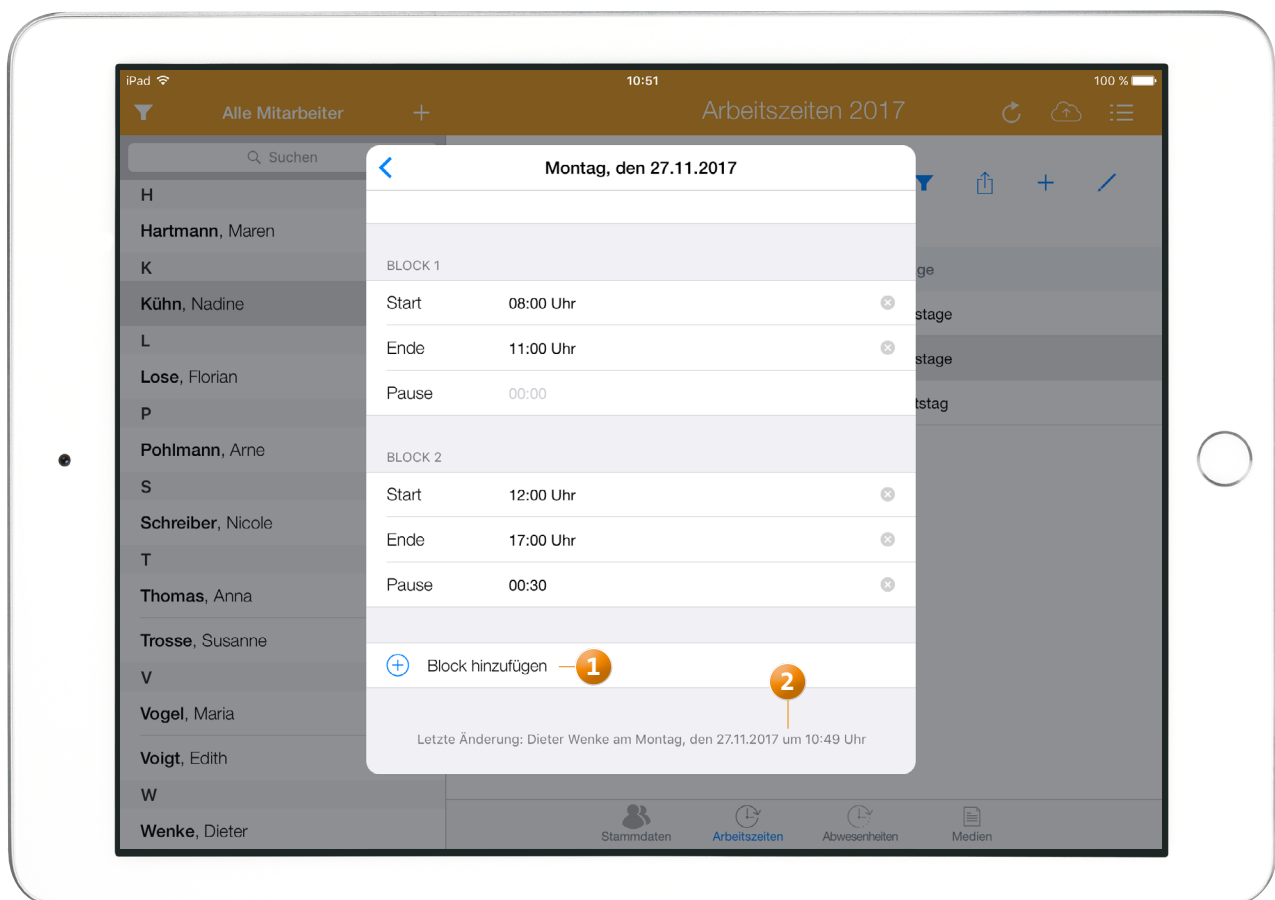 iPad 10:51 100 %
Alle Mitarbeiter + Arbeitszeiten 2017
Suchen
H
Hartmann, Maren
K
Kühn, Nadine
L
Lose, Florian
P
Pohlmann, Arne
S
Schreiber, Nicole
T
Thomas, Anna
Trosse, Susanne
V
Vogel, Maria
Voigt, Edith
W
Wenke, Dieter
Montag, den 27.11.2017
BLOCK 1
Start 08:00 Uhr
Ende 11:00 Uhr
Pause 00:00
BLOCK 2
Start 12:00 Uhr
Ende 17:00 Uhr
Pause 00:30
Block hinzufügen 1
2
Letzte Änderung: Dieter Wenke am Montag, den 27.11.2017 um 10:49 Uhr
ge
stage
stage
tstag
Stammdaten Arbeitszeiten Abwesenheiten Medien